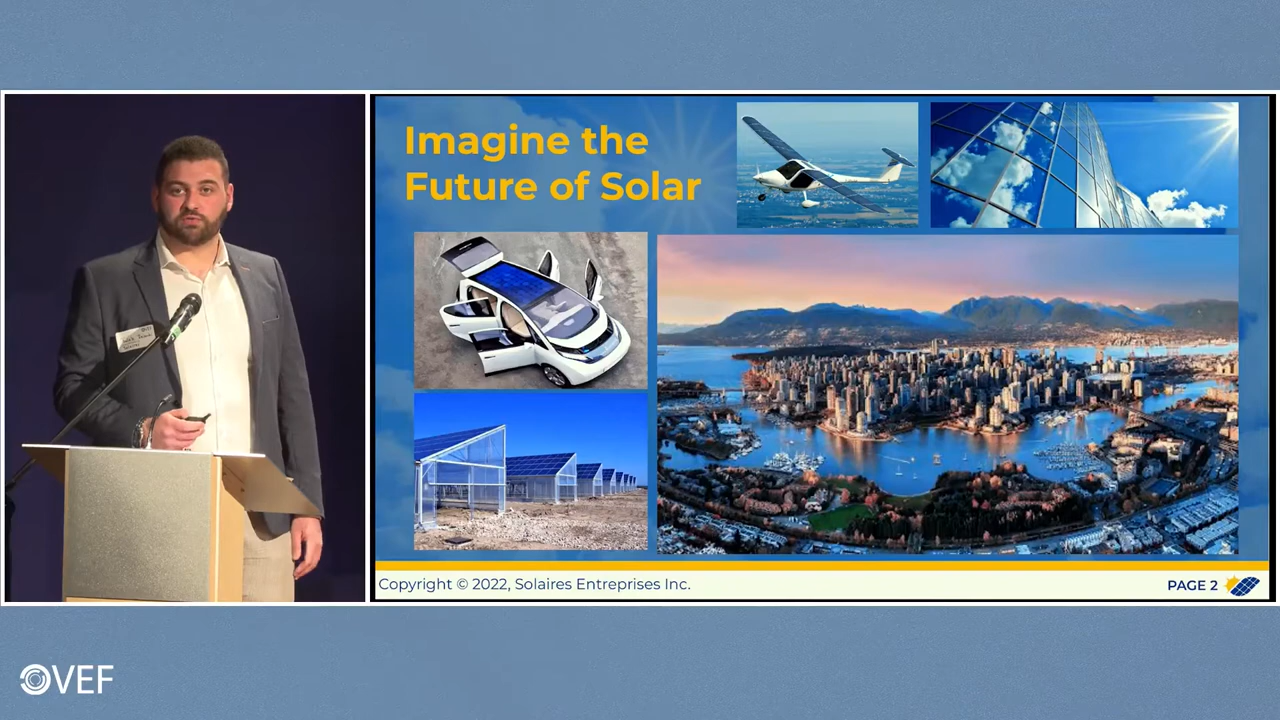 Imagine the
Future of Solar
Copyright © 2022, Solaires Entreprises Inc.
PAGE 2
VEF